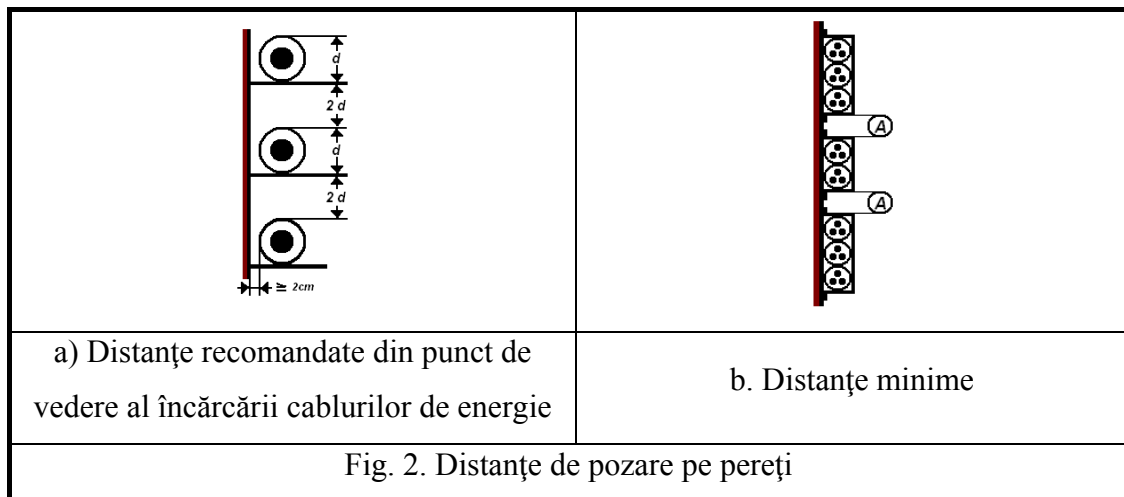 d
2 d
d
2 d
≥ 2cm
A
A
a) Distanţe recomandate din punct de
vedere al încărcării cablurilor de energie
b. Distanţe minime
Fig. 2. Distanţe de pozare pe pereţi